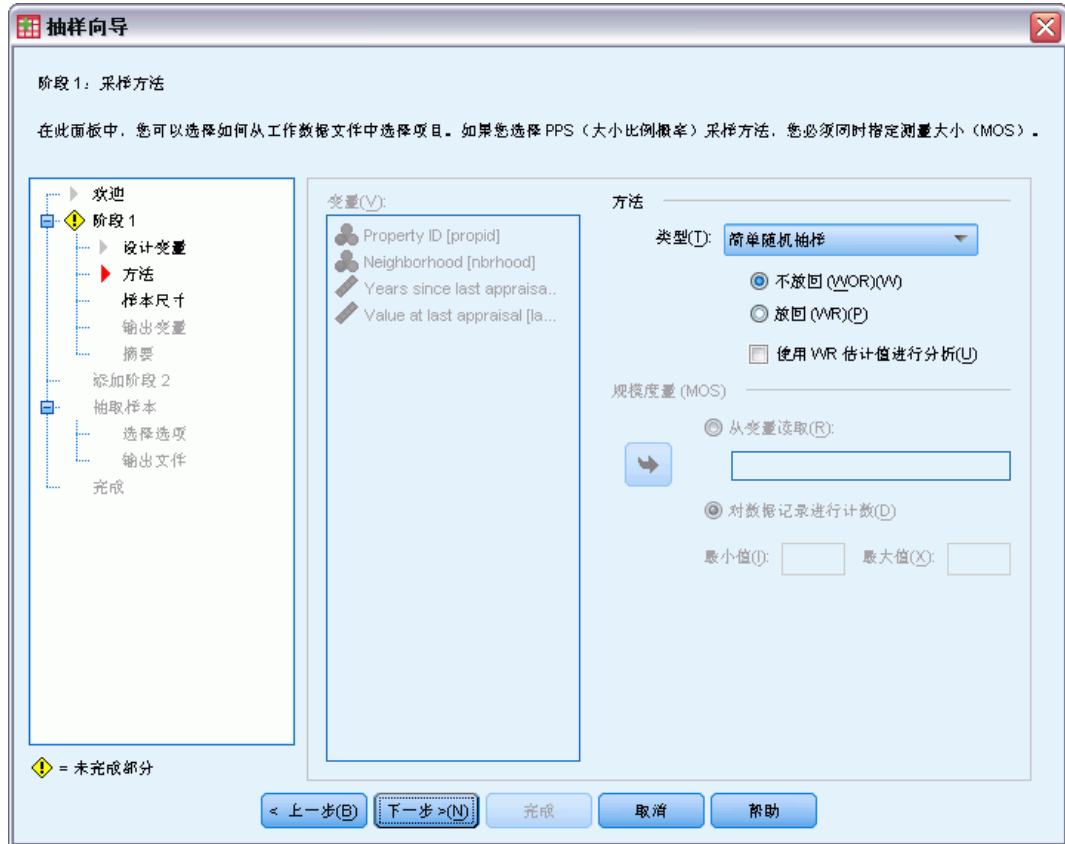 抽样向导
阶段 1：采样方法
在此面板中，您可以选择如何从工作数据文件中选择项目。如果您选择 PPS（大小比例概率）采样方法，您必须同时指定测量大小（MOS）。
欢迎
阶段 1
设计变量
方法
样本尺寸
输出变量
摘要
添加阶段 2
抽取样本
选择选项
输出文件
完成
= 未完成部分
变量(V):
Property ID [propid]
Neighborhood [nbrhood]
Years since last appraisa..
Value at last appraisal [la...
方法
类型(T): 简单随机抽样
不放回 (WOR)(W)
放回 (WR)(P)
使用 WR 估计值进行分析(U)
规模度量 (MOS)
从变量读取(R):
对数据记录进行计数(D)
最小值(I): 最大值(X):
< 上一步(B) 下一步 >(N) 完成 取消 帮助